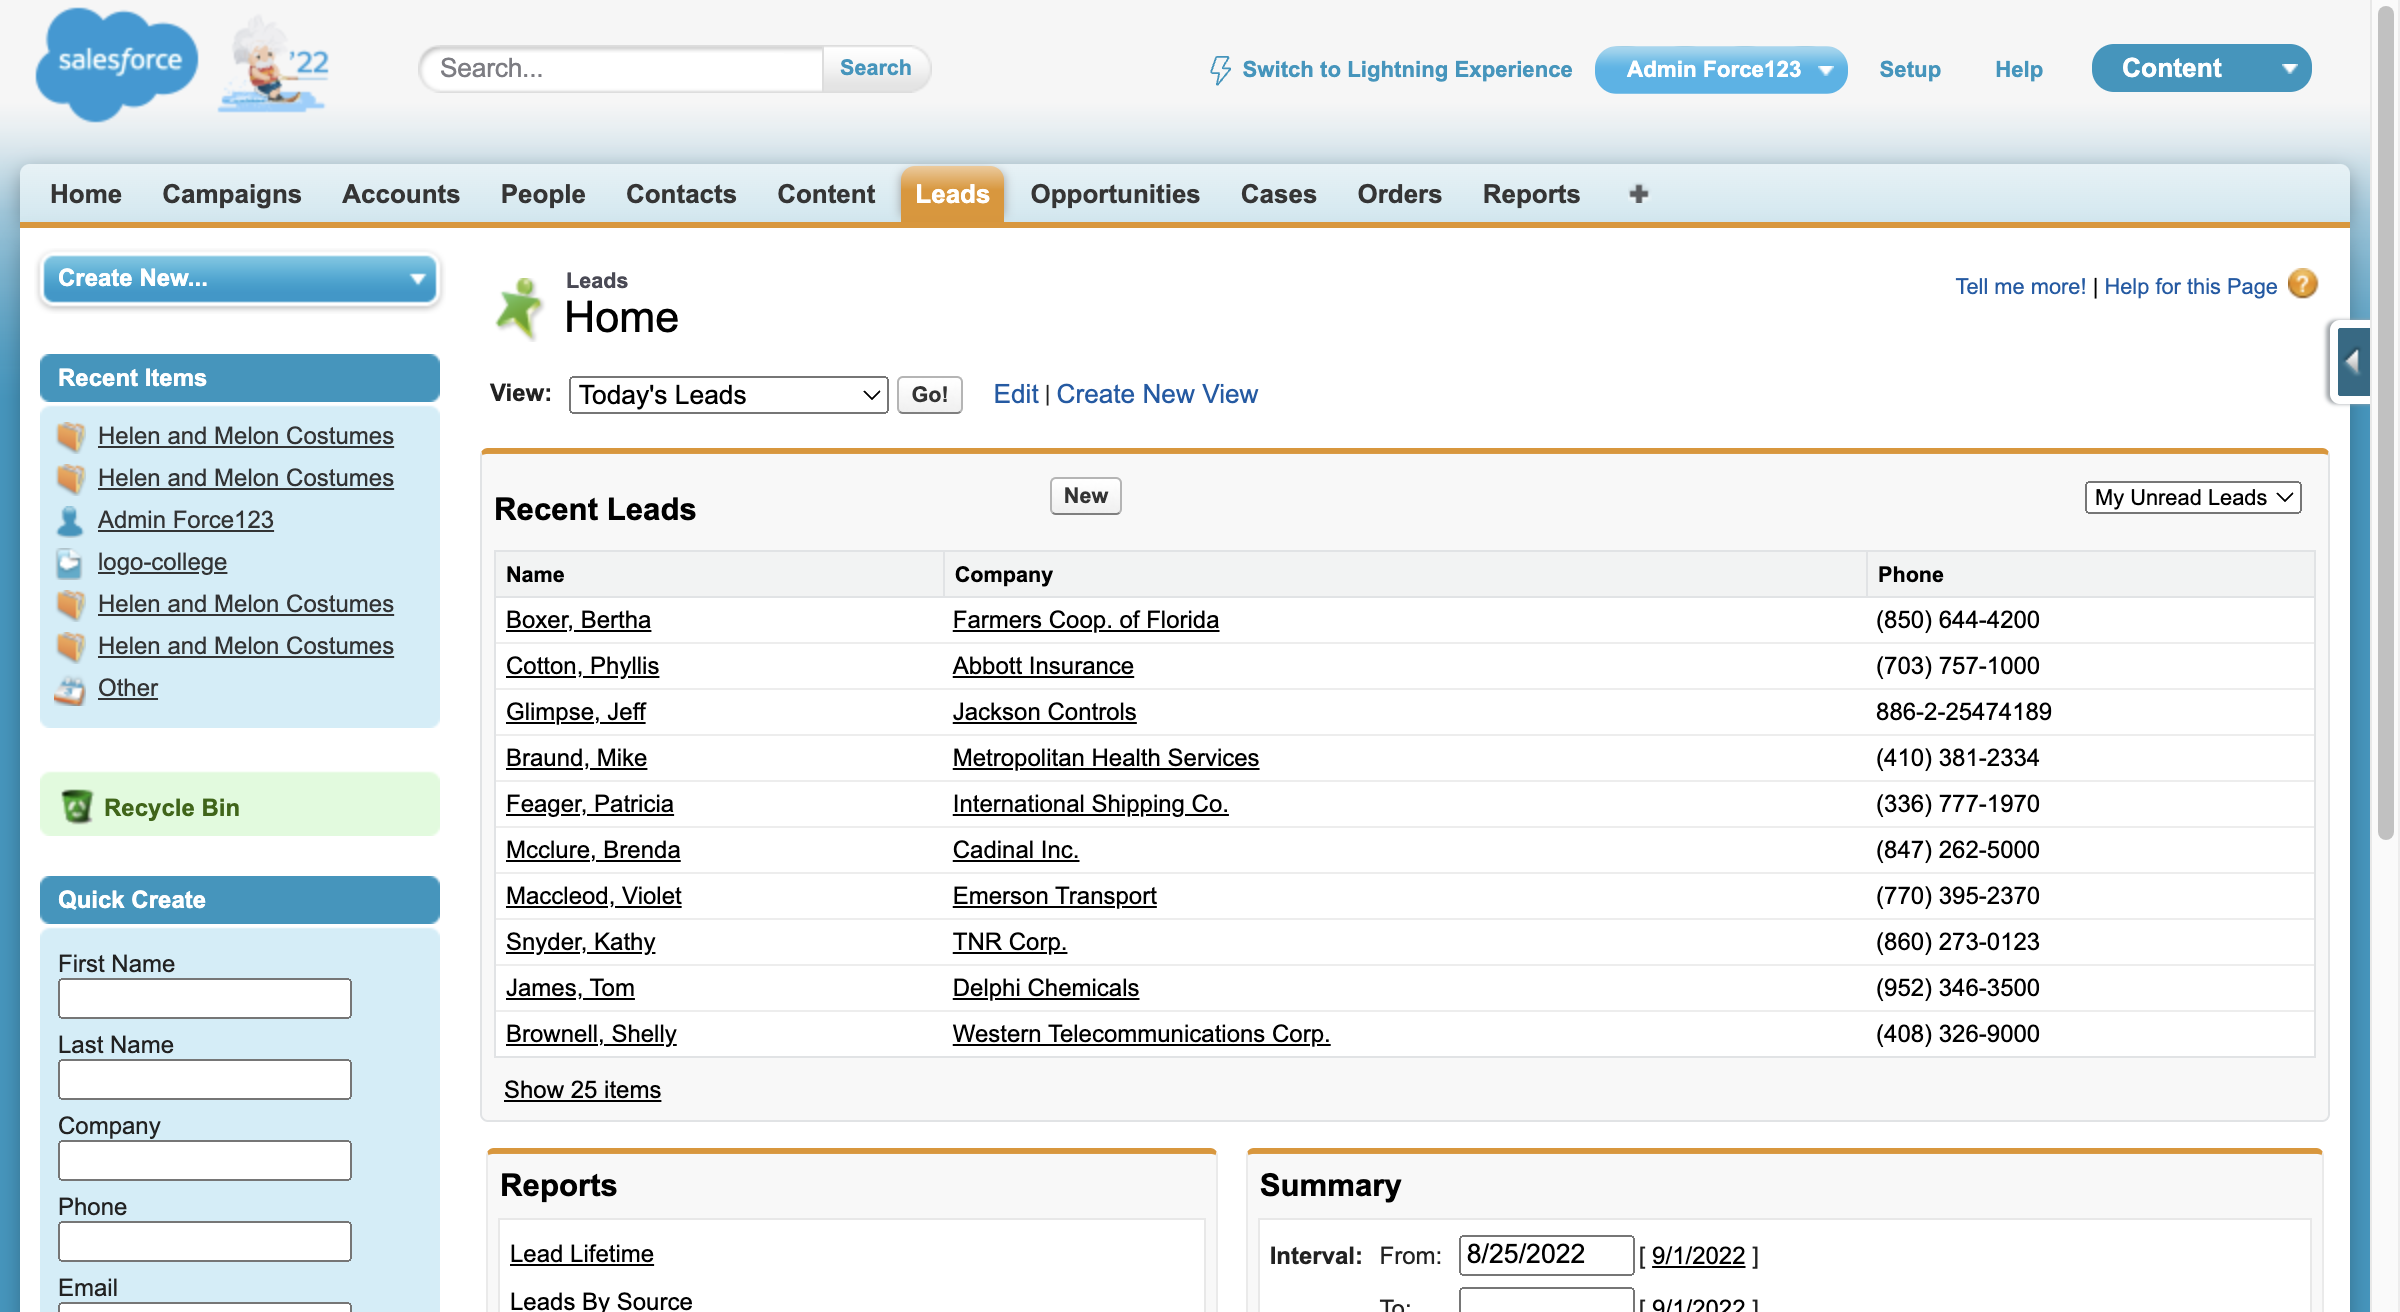 salesforce
'22
Search...
Search
Switch to Lightning Experience
Admin Force123
Setup
Help
Content
Home Campaigns Accounts People Contacts Content Leads Opportunities Cases Orders Reports +
Create New...
Recent Items
Helen and Melon Costumes
Helen and Melon Costumes
Admin Force123
logo-college
Helen and Melon Costumes
Helen and Melon Costumes
Other
Recycle Bin
Quick Create
First Name
Last Name
Company
Phone
Email
Leads
Home
Tell me more! | Help for this Page ?
View: Today's Leads Go! Edit | Create New View
Recent Leads New My Unread Leads
Name Company Phone
Boxer, Bertha Farmers Coop. of Florida (850) 644-4200
Cotton, Phyllis Abbott Insurance (703) 757-1000
Glimpse, Jeff Jackson Controls 886-2-25474189
Braund, Mike Metropolitan Health Services (410) 381-2334
Feager, Patricia International Shipping Co. (336) 777-1970
Mcclure, Brenda Cadinal Inc. (847) 262-5000
Maccleod, Violet Emerson Transport (770) 395-2370
Snyder, Kathy TNR Corp. (860) 273-0123
James, Tom Delphi Chemicals (952) 346-3500
Brownell, Shelly Western Telecommunications Corp. (408) 326-9000
Show 25 items
Reports
Lead Lifetime
Leads By Source
Summary
Interval: From: 8/25/2022 [ 9/1/2022 ]
To: [ 9/1/2022 ]